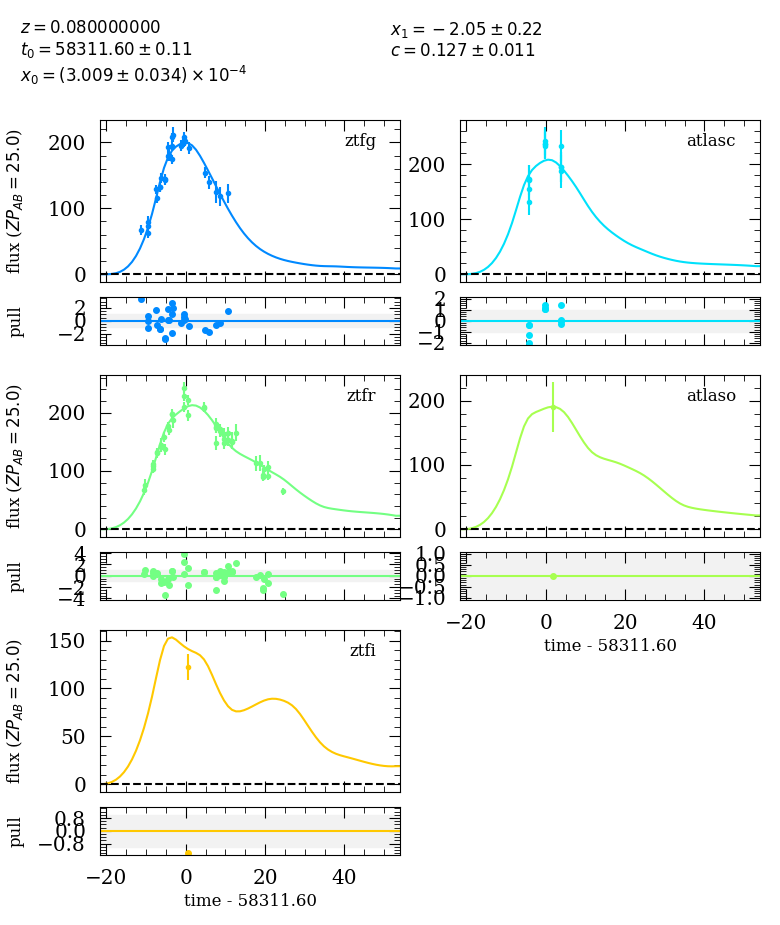 z = 0.080000000
t₀ = 58311.60 ± 0.11
x₀ = (3.009 ± 0.034) × 10⁻⁴
x₁ = −2.05 ± 0.22
c = 0.127 ± 0.011
flux (ZP_AB = 25.0)
200
100
0
ztfg
pull
2
0
−2
200
100
0
atlasc
2
1
0
−1
−2
flux (ZP_AB = 25.0)
200
100
0
ztfr
pull
4
2
0
−2
−4
200
100
0
atlaso
1.0
0.5
0.0
−0.5
−1.0
−20 0 20 40
time - 58311.60
flux (ZP_AB = 25.0)
150
100
50
0
ztfi
pull
0.8
0.0
−0.8
−20 0 20 40
time - 58311.60